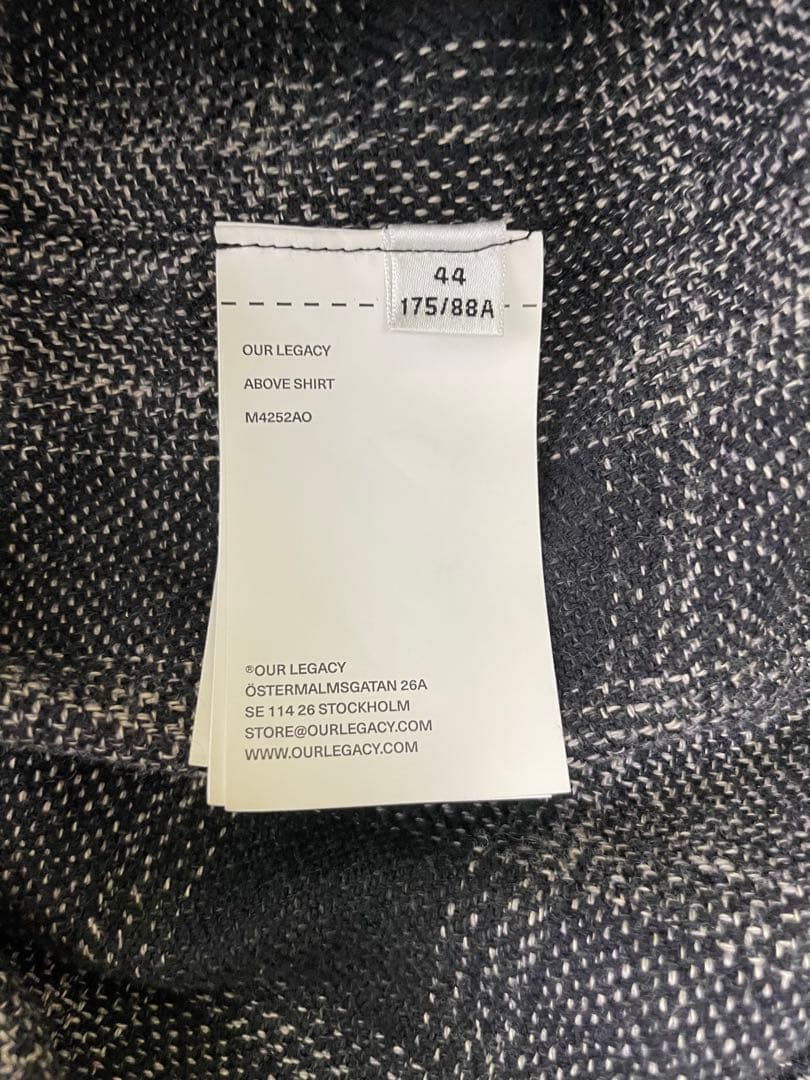 44
175/88A
OUR LEGACY
ABOVE SHIRT
M4252AO
®OUR LEGACY
ÖSTERMALMSGATAN 26A
SE 114 26 STOCKHOLM
STORE@OURLEGACY.COM
WWW.OURLEGACY.COM